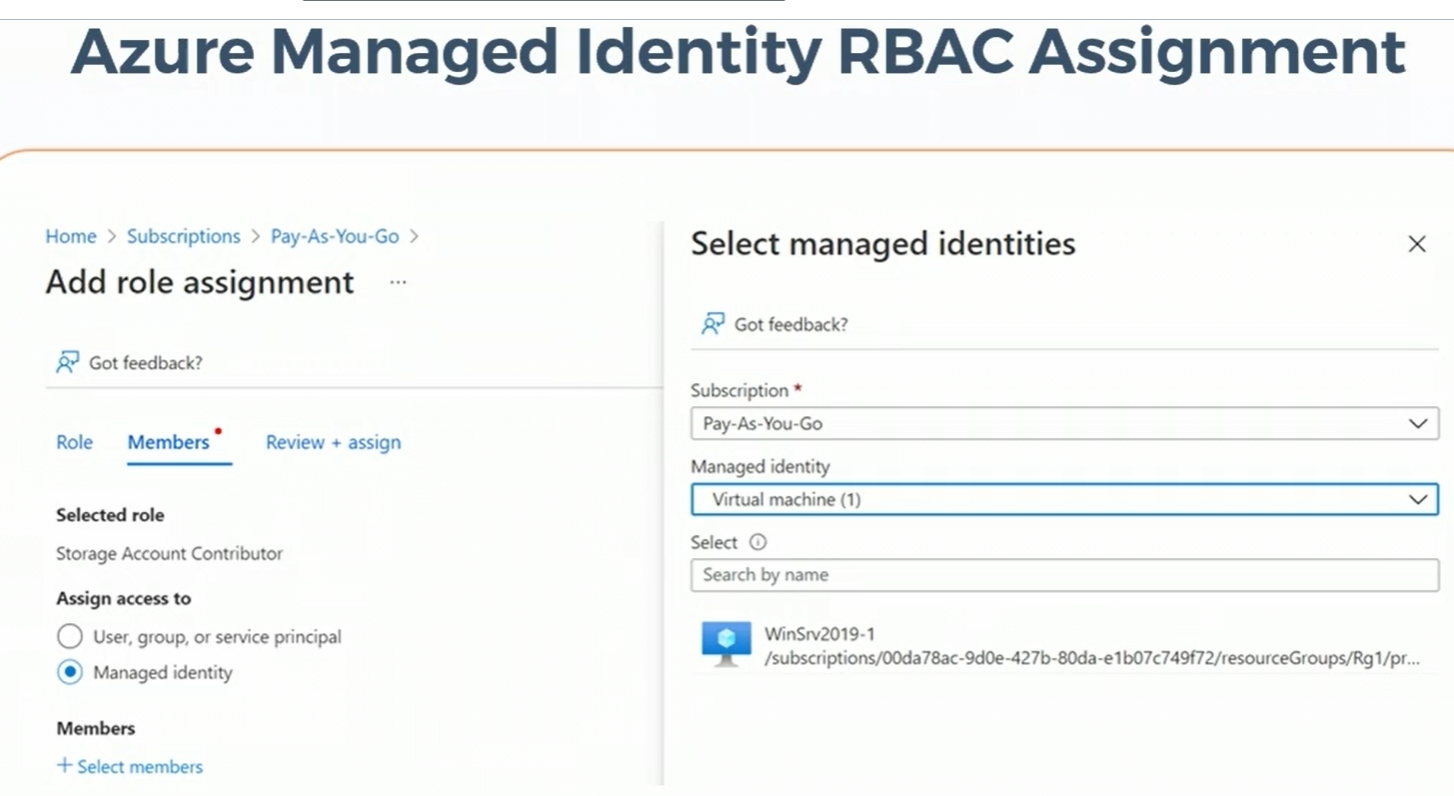 Azure Managed Identity RBAC Assignment
Home > Subscriptions > Pay-As-You-Go >
Add role assignment ...
Got feedback?
Role Members Review + assign
Selected role
Storage Account Contributor
Assign access to
User, group, or service principal
Managed identity
Members
+ Select members
Select managed identities
Got feedback?
Subscription *
Pay-As-You-Go
Managed identity
Virtual machine (1)
Select
Search by name
WinSrv2019-1
/subscriptions/00da78ac-9d0e-427b-80da-e1b07c749f72/resourceGroups/Rg1/pr...